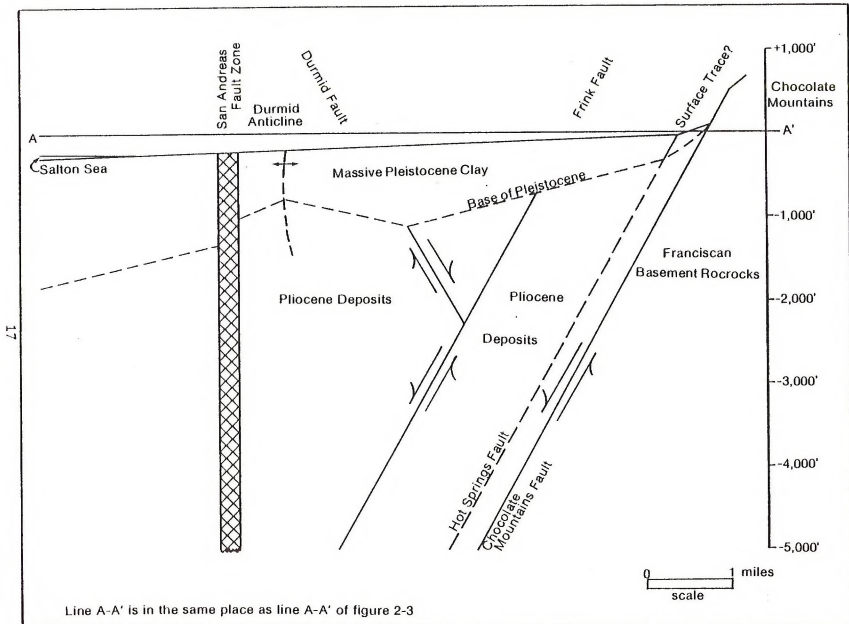 San Andreas
Fault Zone
Durmid
Anticline
Durmid Fault
Frink Fault
Surface Trace?
+1,000'
Chocolate
Mountains
A
A'
Salton Sea
Massive Pleistocene Clay
Base of Pleistocene
-1,000'
Franciscan
Basement Rocrocks
Pliocene Deposits
Pliocene
Deposits
-2,000'
17
-3,000'
Hot Springs Fault
Chocolate
Mountains Fault
-4,000'
-5,000'
0 1 miles
scale
Line A-A' is in the same place as line A-A' of figure 2-3